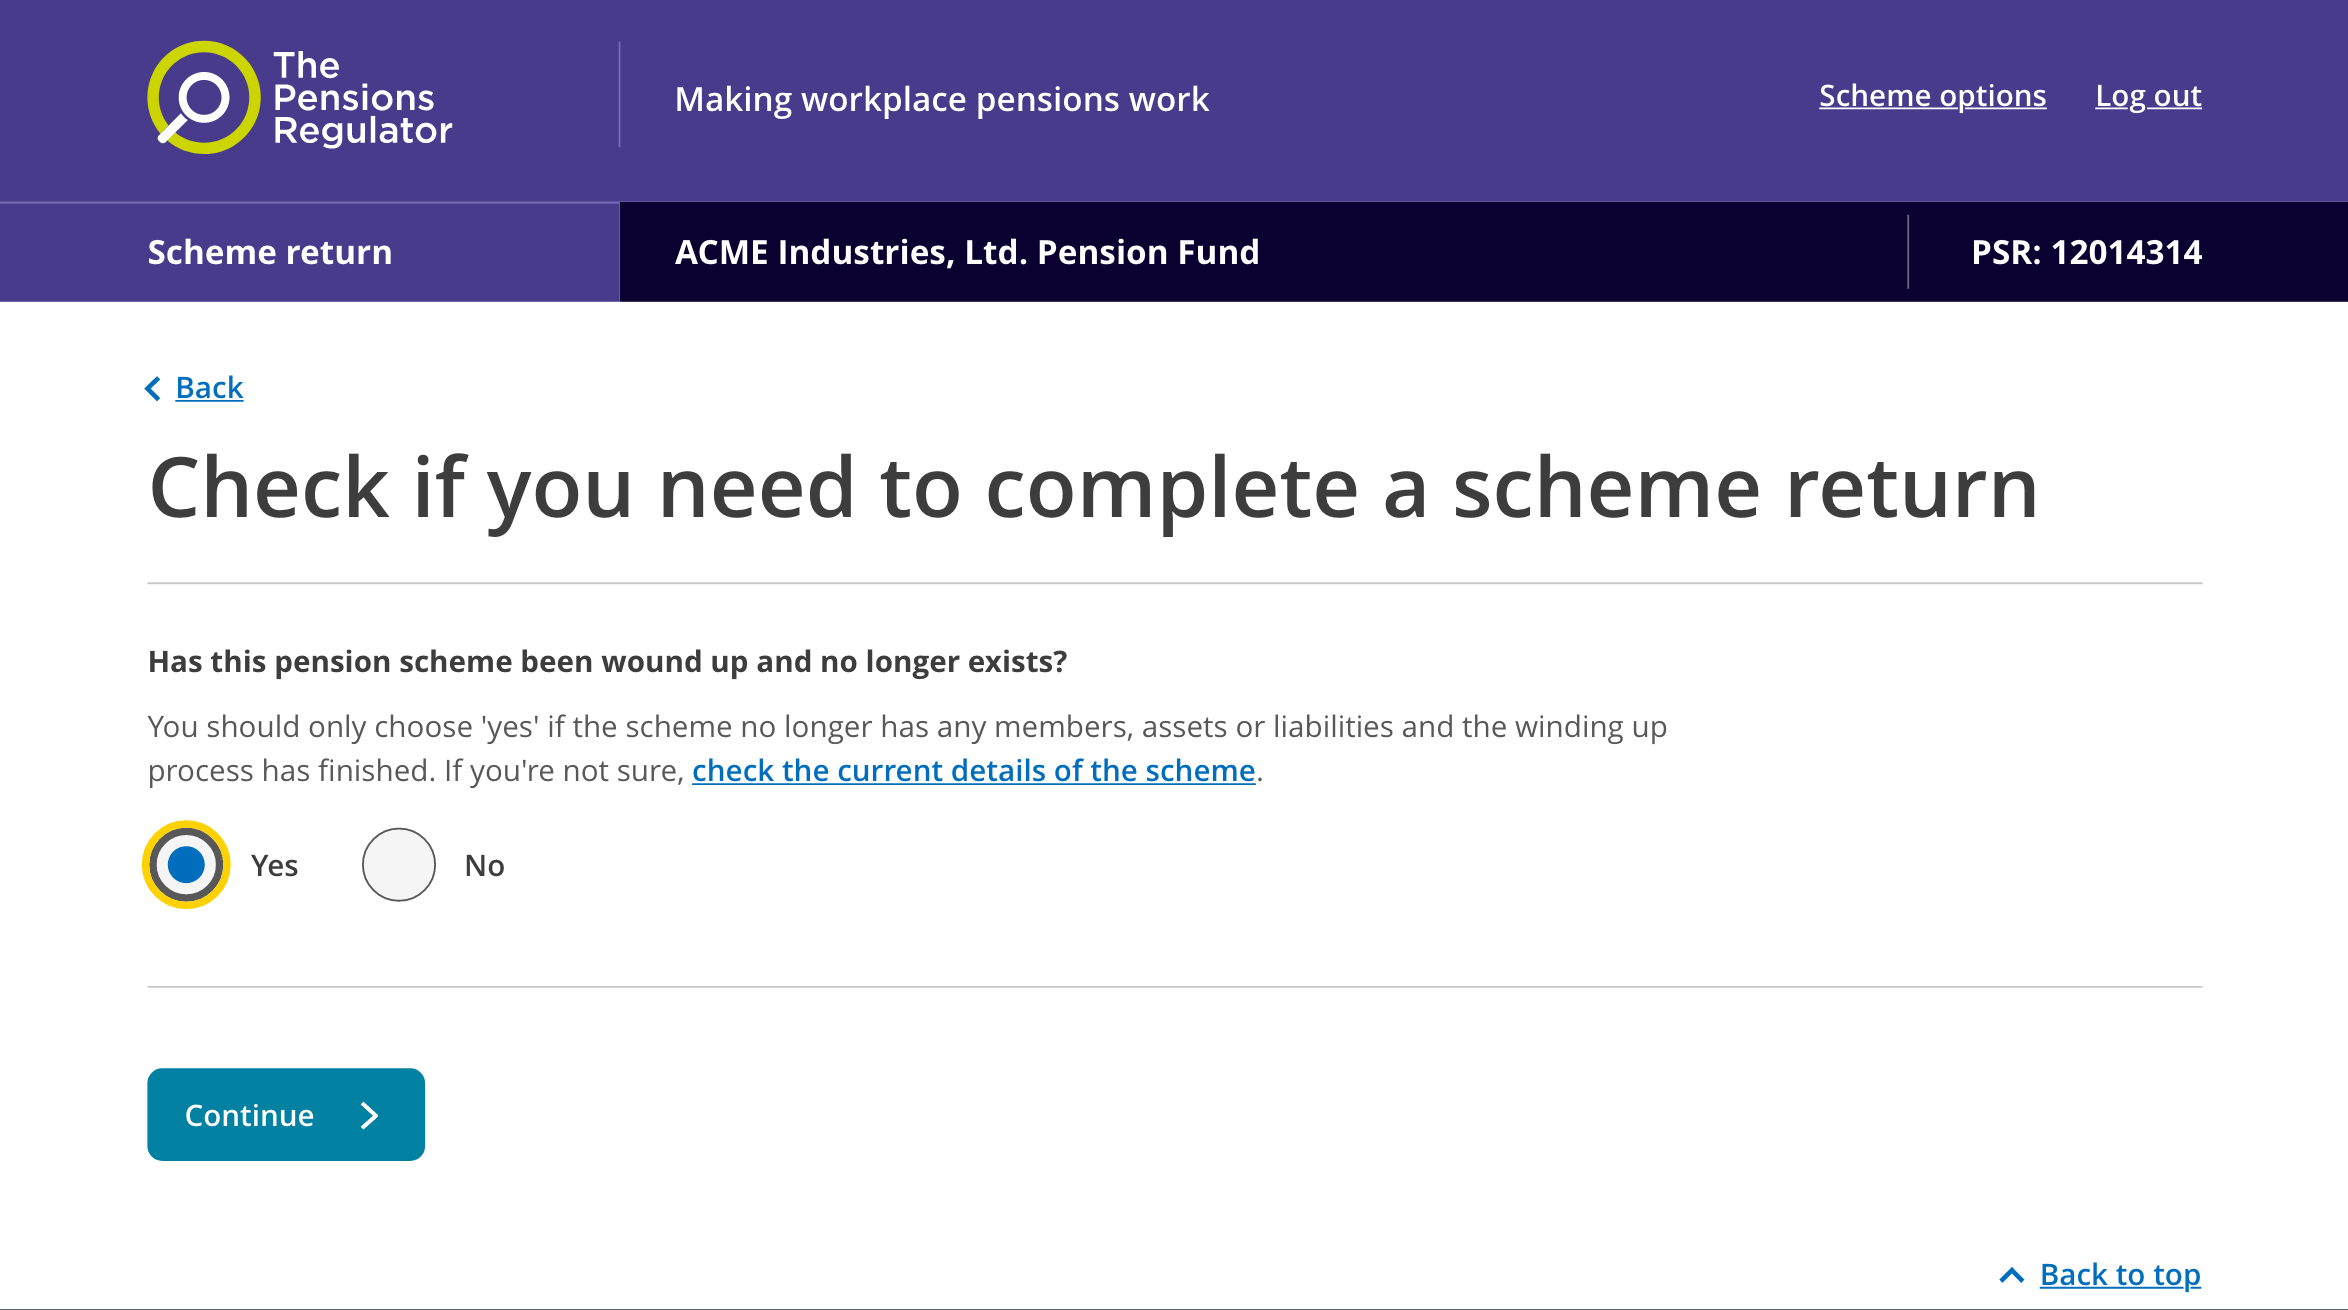 The
Pensions
Regulator
Making workplace pensions work
Scheme options
Log out
Scheme return
ACME Industries, Ltd. Pension Fund
PSR: 12014314
Back
Check if you need to complete a scheme return
Has this pension scheme been wound up and no longer exists?
You should only choose 'yes' if the scheme no longer has any members, assets or liabilities and the winding up
process has finished. If you're not sure, check the current details of the scheme.
Yes
No
Continue
Back to top